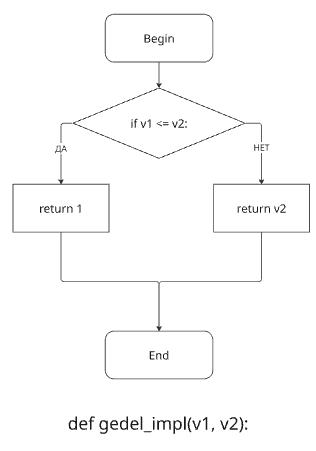 Begin
if v1 <= v2:
ДА
НЕТ
return 1
return v2
End
def gedel_impl(v1, v2):